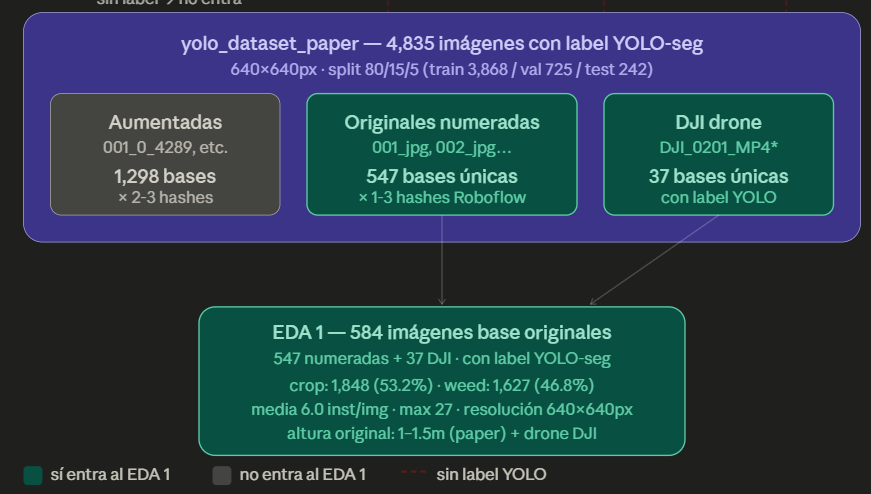 sin label → no entra
yolo_dataset_paper — 4,835 imágenes con label YOLO-seg
640×640px · split 80/15/5 (train 3,868 / val 725 / test 242)
Aumentadas
001_0_4289, etc.
1,298 bases
× 2-3 hashes
Originales numeradas
001_jpg, 002_jpg...
547 bases únicas
× 1-3 hashes Roboflow
DJI drone
DJI_0201_MP4*
37 bases únicas
con label YOLO
EDA 1 — 584 imágenes base originales
547 numeradas + 37 DJI · con label YOLO-seg
crop: 1,848 (53.2%) · weed: 1,627 (46.8%)
media 6.0 inst/img · max 27 · resolución 640×640px
altura original: 1–1.5m (paper) + drone DJI
sí entra al EDA 1
no entra al EDA 1
sin label YOLO